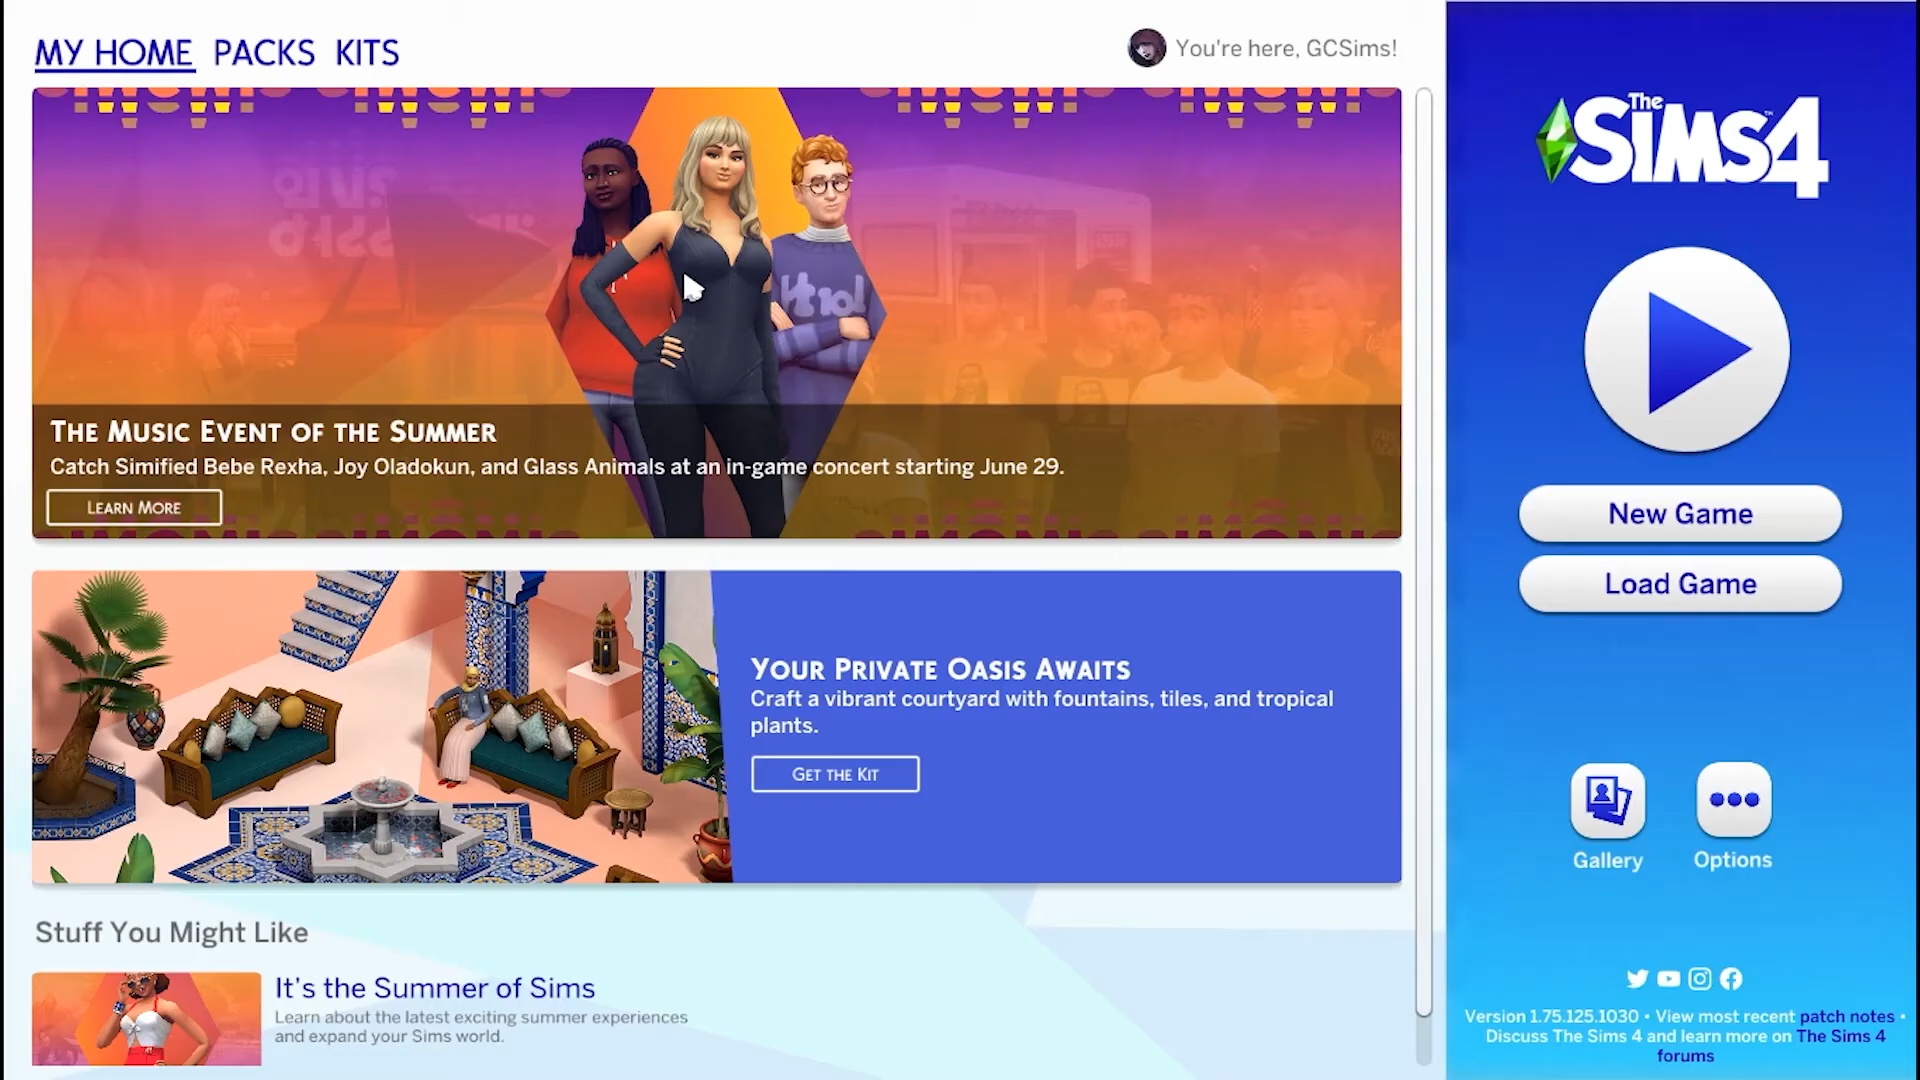 MY HOME PACKS KITS
You're here, GCSims!
THE MUSIC EVENT OF THE SUMMER
Catch Simified Bebe Rexha, Joy Oladokun, and Glass Animals at an in-game concert starting June 29.
LEARN MORE
YOUR PRIVATE OASIS AWAITS
Craft a vibrant courtyard with fountains, tiles, and tropical
plants.
GET THE KIT
Stuff You Might Like
It's the Summer of Sims
Learn about the latest exciting summer experiences
and expand your Sims world.
The SiMS 4™
New Game
Load Game
Gallery
Options
Version 1.75.125.1030 • View most recent patch notes •
Discuss The Sims 4 and learn more on The Sims 4
forums